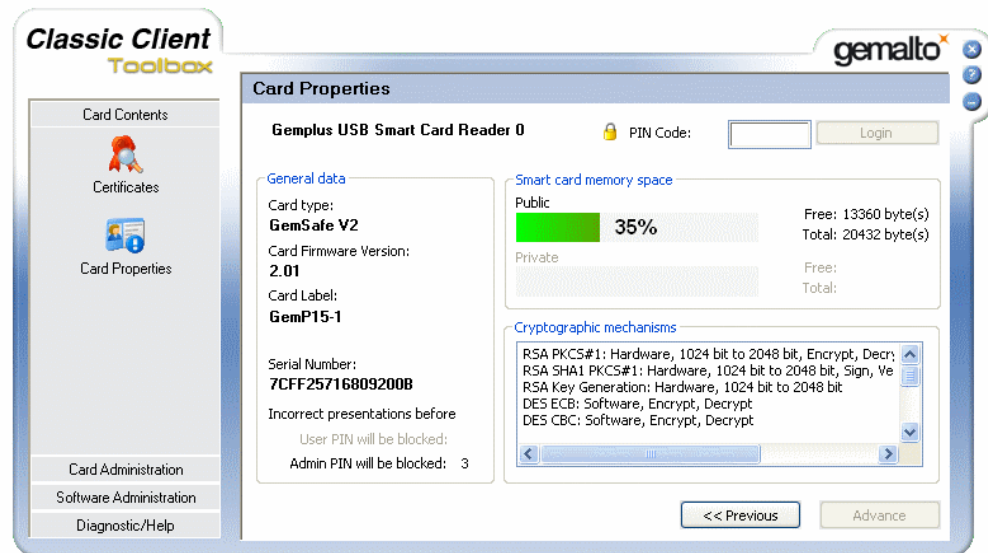 Classic Client
Toolbox
gemalto
Card Contents
Certificates
Card Properties
Card Administration
Software Administration
Diagnostic/Help
Card Properties
Gemplus USB Smart Card Reader 0
PIN Code:
Login
General data
Card type:
GemSafe V2
Card Firmware Version:
2.01
Card Label:
GemP15-1
Serial Number:
7CFF25716809200B
Incorrect presentations before
User PIN will be blocked:
Admin PIN will be blocked: 3
Smart card memory space
Public
35%
Free: 13360 byte(s)
Total: 20432 byte(s)
Private
Free:
Total:
Cryptographic mechanisms
RSA PKCS#1: Hardware, 1024 bit to 2048 bit, Encrypt, Decry
RSA SHA1 PKCS#1: Hardware, 1024 bit to 2048 bit, Sign, Ve
RSA Key Generation: Hardware, 1024 bit to 2048 bit
DES ECB: Software, Encrypt, Decrypt
DES CBC: Software, Encrypt, Decrypt
<< Previous
Advance